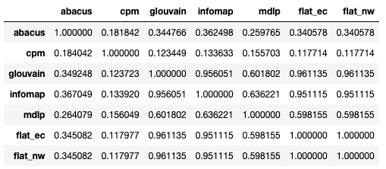 abacus cpm glouvain infomap mdlp flat_ec flat_nw
abacus 1.000000 0.181842 0.344766 0.362498 0.259765 0.340578 0.340578
cpm 0.184042 1.000000 0.123449 0.133633 0.155703 0.117714 0.117714
glouvain 0.349248 0.123723 1.000000 0.956051 0.601802 0.961135 0.961135
infomap 0.367049 0.133920 0.956051 1.000000 0.636221 0.951115 0.951115
mdlp 0.264079 0.156049 0.601802 0.636221 1.000000 0.598155 0.598155
flat_ec 0.345082 0.117977 0.961135 0.951115 0.598155 1.000000 1.000000
flat_nw 0.345082 0.117977 0.961135 0.951115 0.598155 1.000000 1.000000